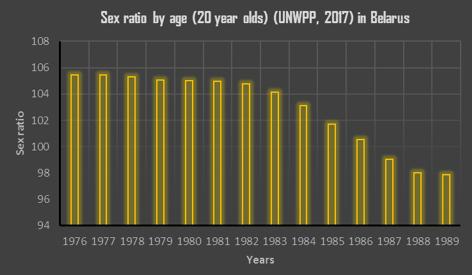 Sex ratio by age (20 year olds) (UNWPP, 2017) in Belarus
108
106
104
102
100
98
96
94
Sex ratio
1976 1977 1978 1979 1980 1981 1982 1983 1984 1985 1986 1987 1988 1989
Years